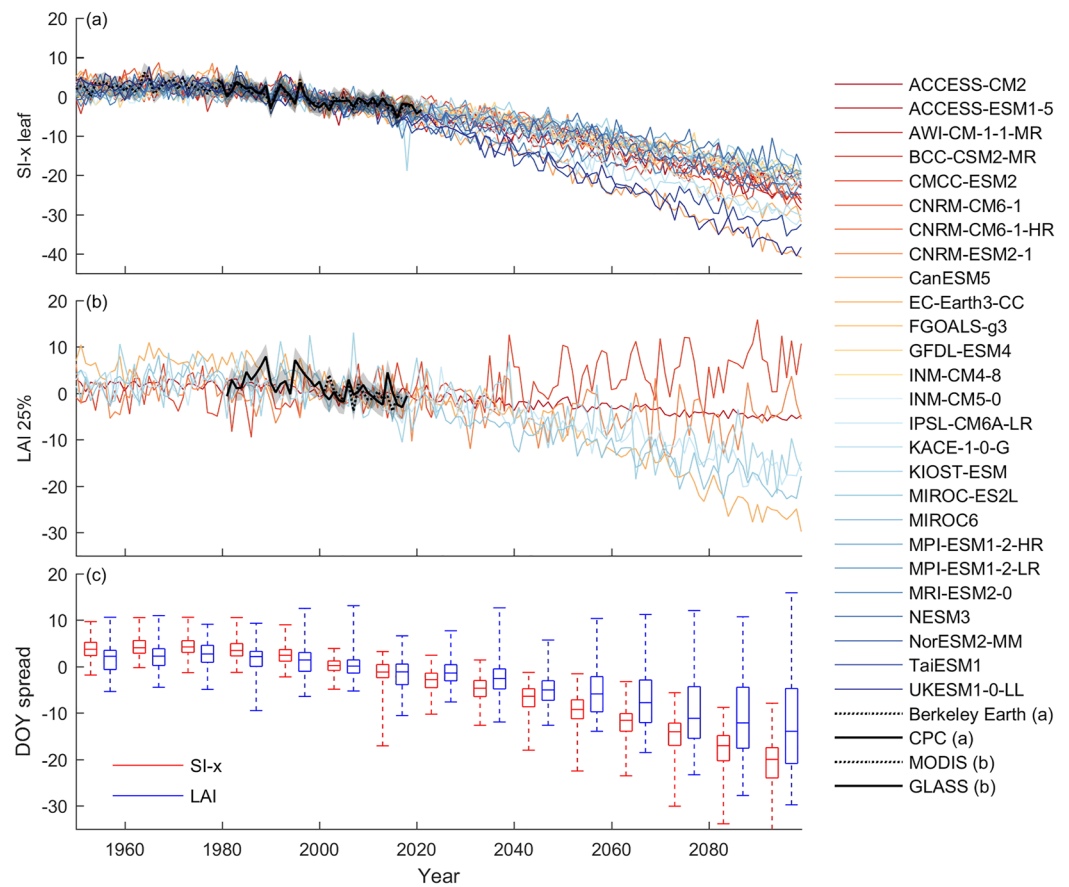 (a)
20
10
0
-10
-20
-30
-40
SI-x leaf
(b)
20
10
0
-10
-20
-30
LAI 25%
(c)
20
10
0
-10
-20
-30
DOY spread
SI-x
LAI
1960
1980
2000
2020
2040
2060
2080
Year
ACCESS-CM2
ACCESS-ESM1-5
AWI-CM-1-1-MR
BCC-CSM2-MR
CMCC-ESM2
CNRM-CM6-1
CNRM-CM6-1-HR
CNRM-ESM2-1
CanESM5
EC-Earth3-CC
FGOALS-g3
GFDL-ESM4
INM-CM4-8
INM-CM5-0
IPSL-CM6A-LR
KACE-1-0-G
KIOST-ESM
MIROC-ES2L
MIROC6
MPI-ESM1-2-HR
MPI-ESM1-2-LR
MRI-ESM2-0
NESM3
NorESM2-MM
TaiESM1
UKESM1-0-LL
Berkeley Earth (a)
CPC (a)
MODIS (b)
GLASS (b)